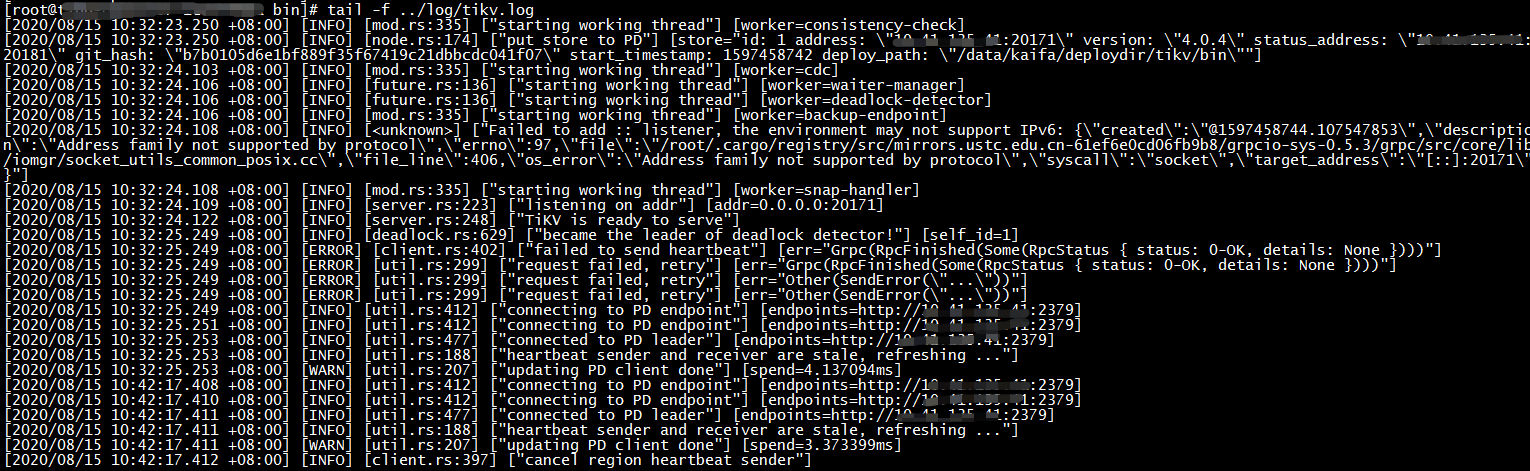 [root@t bin]# tail -f ../log/tikv.log
[2020/08/15 10:32:23.250 +08:00] [INFO] [mod.rs:335] ["starting working thread"] [worker=consistency-check]
[2020/08/15 10:32:23.250 +08:00] [INFO] [node.rs:174] ["put store to PD"] [store="id: 1 address: \":20171\" version: \"4.0.4\" status_address: \"
20181\" git_hash: \"b7b0105d6e1bf889f35f67419c21dbbcdc041f07\" start_timestamp: 1597458742 deploy_path: \"/data/kaifa/deploydir/tikv/bin\""]
[2020/08/15 10:32:24.103 +08:00] [INFO] [mod.rs:335] ["starting working thread"] [worker=cdc]
[2020/08/15 10:32:24.106 +08:00] [INFO] [future.rs:136] ["starting working thread"] [worker=waiter-manager]
[2020/08/15 10:32:24.106 +08:00] [INFO] [future.rs:136] ["starting working thread"] [worker=deadlock-detector]
[2020/08/15 10:32:24.106 +08:00] [INFO] [mod.rs:335] ["starting working thread"] [worker=backup-endpoint]
[2020/08/15 10:32:24.108 +08:00] [INFO] [<unknown>] ["Failed to add :: listener, the environment may not support IPv6: {\"created\":\"@1597458744.107547853\",\"descriptio
n\":\"Address family not supported by protocol\",\"errno\":97,\"file\":\"/root/.cargo/registry/src/mirrors.ustc.edu.cn-61ef6e0cd06fb9b8/grpcio-sys-0.5.3/grpc/src/core/lib
/iomgr/socket_utils_common_posix.cc\",\"file_line\":406,\"os_error\":\"Address family not supported by protocol\",\"syscall\":\"socket\",\"target_address\":\"[::]:20171\"
}"]
[2020/08/15 10:32:24.108 +08:00] [INFO] [mod.rs:335] ["starting working thread"] [worker=snap-handler]
[2020/08/15 10:32:24.109 +08:00] [INFO] [server.rs:223] ["listening on addr"] [addr=0.0.0.0:20171]
[2020/08/15 10:32:24.122 +08:00] [INFO] [server.rs:248] ["TiKV is ready to serve"]
[2020/08/15 10:32:25.249 +08:00] [INFO] [deadlock.rs:629] ["became the leader of deadlock detector!"] [self_id=1]
[2020/08/15 10:32:25.249 +08:00] [ERROR] [client.rs:402] ["failed to send heartbeat"] [err="Grpc(RpcFinished(Some(RpcStatus { status: 0-OK, details: None })))"]
[2020/08/15 10:32:25.249 +08:00] [ERROR] [util.rs:299] ["request failed, retry"] [err="Grpc(RpcFinished(Some(RpcStatus { status: 0-OK, details: None })))"]
[2020/08/15 10:32:25.249 +08:00] [ERROR] [util.rs:299] ["request failed, retry"] [err="Other(SendError(\"...\"))"]
[2020/08/15 10:32:25.249 +08:00] [ERROR] [util.rs:299] ["request failed, retry"] [err="Other(SendError(\"...\"))"]
[2020/08/15 10:32:25.249 +08:00] [INFO] [util.rs:412] ["connecting to PD endpoint"] [endpoints=http://:2379]
[2020/08/15 10:32:25.251 +08:00] [INFO] [util.rs:412] ["connecting to PD endpoint"] [endpoints=http://:2379]
[2020/08/15 10:32:25.253 +08:00] [INFO] [util.rs:477] ["connected to PD leader"] [endpoints=http://:2379]
[2020/08/15 10:32:25.253 +08:00] [INFO] [util.rs:188] ["heartbeat sender and receiver are stale, refreshing ..."]
[2020/08/15 10:32:25.253 +08:00] [WARN] [util.rs:207] ["updating PD client done"] [spend=4.137094ms]
[2020/08/15 10:42:17.408 +08:00] [INFO] [util.rs:412] ["connecting to PD endpoint"] [endpoints=http://:2379]
[2020/08/15 10:42:17.410 +08:00] [INFO] [util.rs:412] ["connecting to PD endpoint"] [endpoints=http://:2379]
[2020/08/15 10:42:17.411 +08:00] [INFO] [util.rs:477] ["connected to PD leader"] [endpoints=http://:2379]
[2020/08/15 10:42:17.411 +08:00] [INFO] [util.rs:188] ["heartbeat sender and receiver are stale, refreshing ..."]
[2020/08/15 10:42:17.411 +08:00] [WARN] [util.rs:207] ["updating PD client done"] [spend=3.373399ms]
[2020/08/15 10:42:17.412 +08:00] [INFO] [client.rs:397] ["cancel region heartbeat sender"]